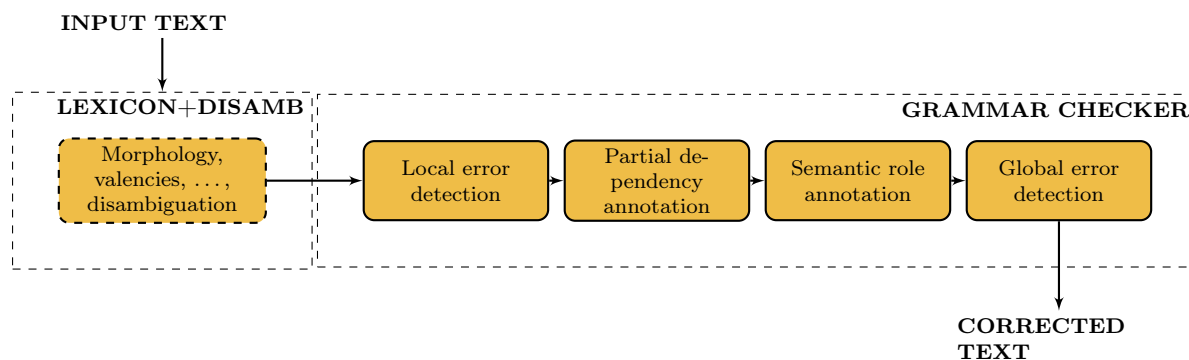 INPUT TEXT
LEXICON+DISAMB
GRAMMAR CHECKER
Morphology,
valencies, ...,
disambiguation
Local error
detection
Partial de-
pendency
annotation
Semantic role
annotation
Global error
detection
CORRECTED
TEXT